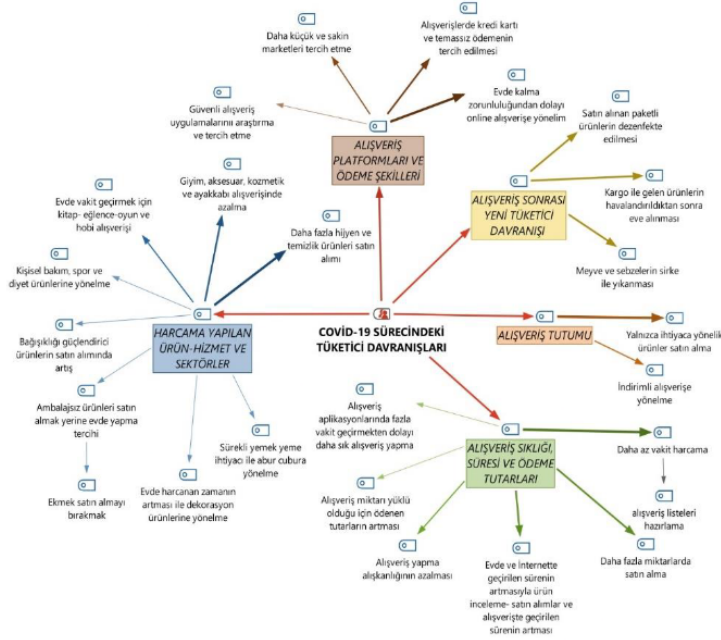 Daha küçük ve sakin
marketleri tercih etme
Alışverişlerde kredi kartı
ve temassız ödemenin
tercih edilmesi
Güvenli alışveriş
uygulamalarını araştırma
ve tercih etme
Evde kalma
zorunluluğundan dolayı
online alışverişe yönelim
ALIŞVERİŞ
PLATFORMLARI VE
ÖDEME ŞEKİLLERİ
Satın alınan paketli
ürünlerin dezenfekte
edilmesi
Kargo ile gelen ürünlerin
havalandırıldıktan sonra
eve alınması
ALIŞVERİŞ SONRASI
YENİ TÜKETİCİ
DAVRANIŞI
Meyve ve sebzelerin sirke
ile yıkanması
Evde vakit geçirmek için
kitap- eğlence-oyun ve
hobi alışverişi
Giyim, aksesuar, kozmetik
ve ayakkabı alışverişinde
azalma
Daha fazla hijyen ve
temizlik ürünleri satın
alımı
Kişisel bakım, spor ve
diyet ürünlerine yönelme
HARCAMA YAPILAN
ÜRÜN-HİZMET VE
SEKTÖRLER
Bağışıklığı güçlendirici
ürünlerin satın alımında
artış
Ambalajsız ürünleri satın
almak yerine evde yapma
tercihi
Ekmek satın almayı
bırakmak
Evde harcanan zamanın
artması ile dekorasyon
ürünlerine yönelme
Sürekli yemek yeme
ihtiyacı ile abur cubura
yönelme
COVİD-19 SÜRECİNDEKİ
TÜKETİCİ DAVRANIŞLARI
ALIŞVERİŞ TUTUMU
Yalnızca ihtiyaca yönelik
ürünler satın alma
İndirimli alışverişe
yönelme
Alışveriş
aplikasyonlarında fazla
vakit geçirmekten dolayı
daha sık alışveriş yapma
ALIŞVERİŞ SIKLIĞI,
SÜRESİ VE ÖDEME
TUTARLARI
Daha az vakit harcama
alışveriş listeleri
hazırlama
Alışveriş miktarı yüklü
olduğu için ödenen
tutarların artması
Alışveriş yapma
alışkanlığının azalması
Evde ve İnternette
geçirilen sürenin
artmasıyla ürün
inceleme- satın alımlar ve
alışverişte geçirilen
sürenin artması
Daha fazla miktarlarda
satın alma